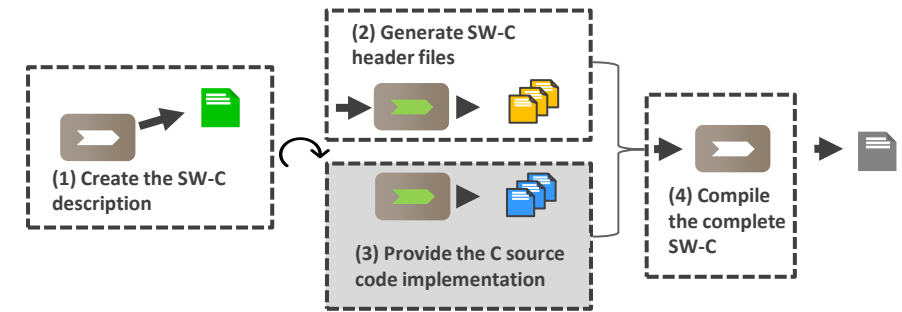 (1) Create the SW-C
description
(2) Generate SW-C
header files
(3) Provide the C source
code implementation
(4) Compile
the complete
SW-C